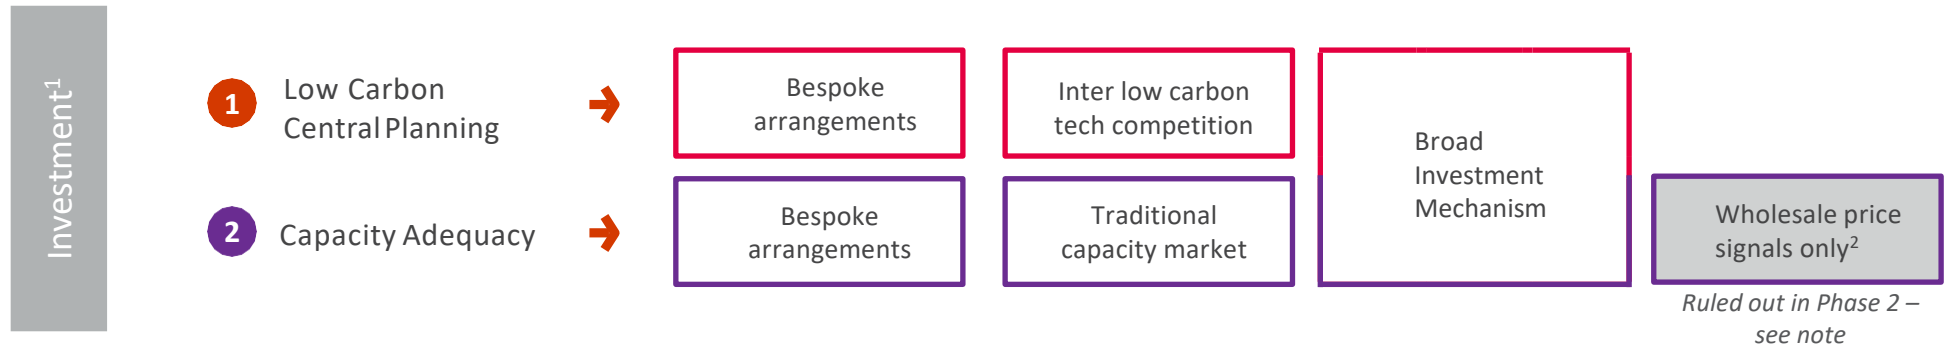 Investment1
1
Low Carbon
Central Planning
Bespoke
arrangements
Inter low carbon
tech competition
Broad
Investment
Mechanism
2
Capacity Adequacy
Bespoke
arrangements
Traditional
capacity market
Wholesale price
signals only2
Ruled out in Phase 2 –
see note